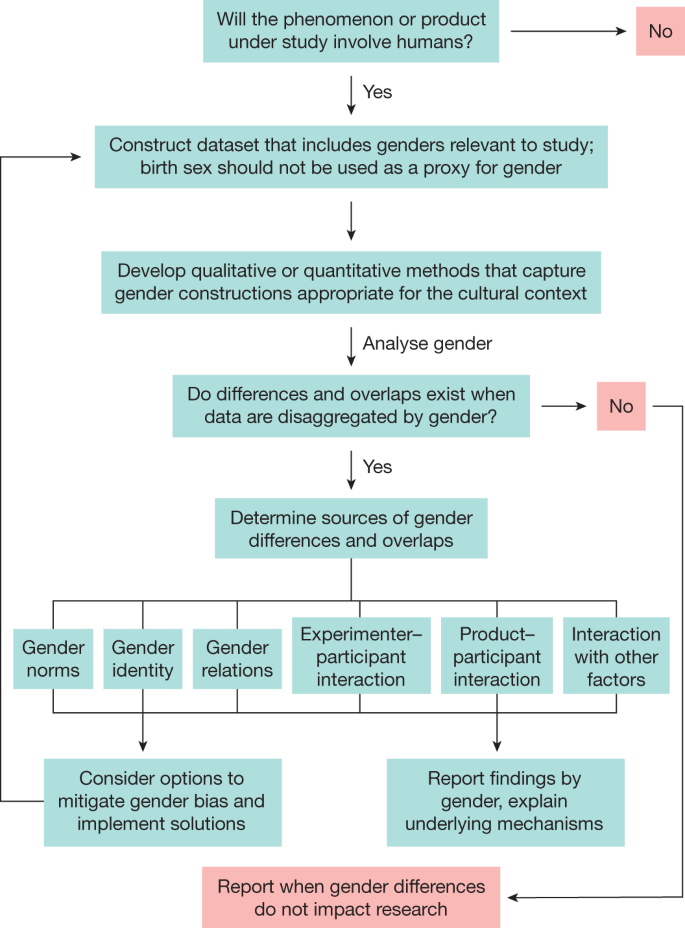 Will the phenomenon or product
under study involve humans?
No
Yes
Construct dataset that includes genders relevant to study;
birth sex should not be used as a proxy for gender
Develop qualitative or quantitative methods that capture
gender constructions appropriate for the cultural context
Analyse gender
Do differences and overlaps exist when
data are disaggregated by gender?
No
Yes
Determine sources of gender
differences and overlaps
Gender
norms
Gender
identity
Gender
relations
Experimenter–
participant
interaction
Product–
participant
interaction
Interaction
with other
factors
Consider options to
mitigate gender bias and
implement solutions
Report findings by
gender, explain
underlying mechanisms
Report when gender differences
do not impact research